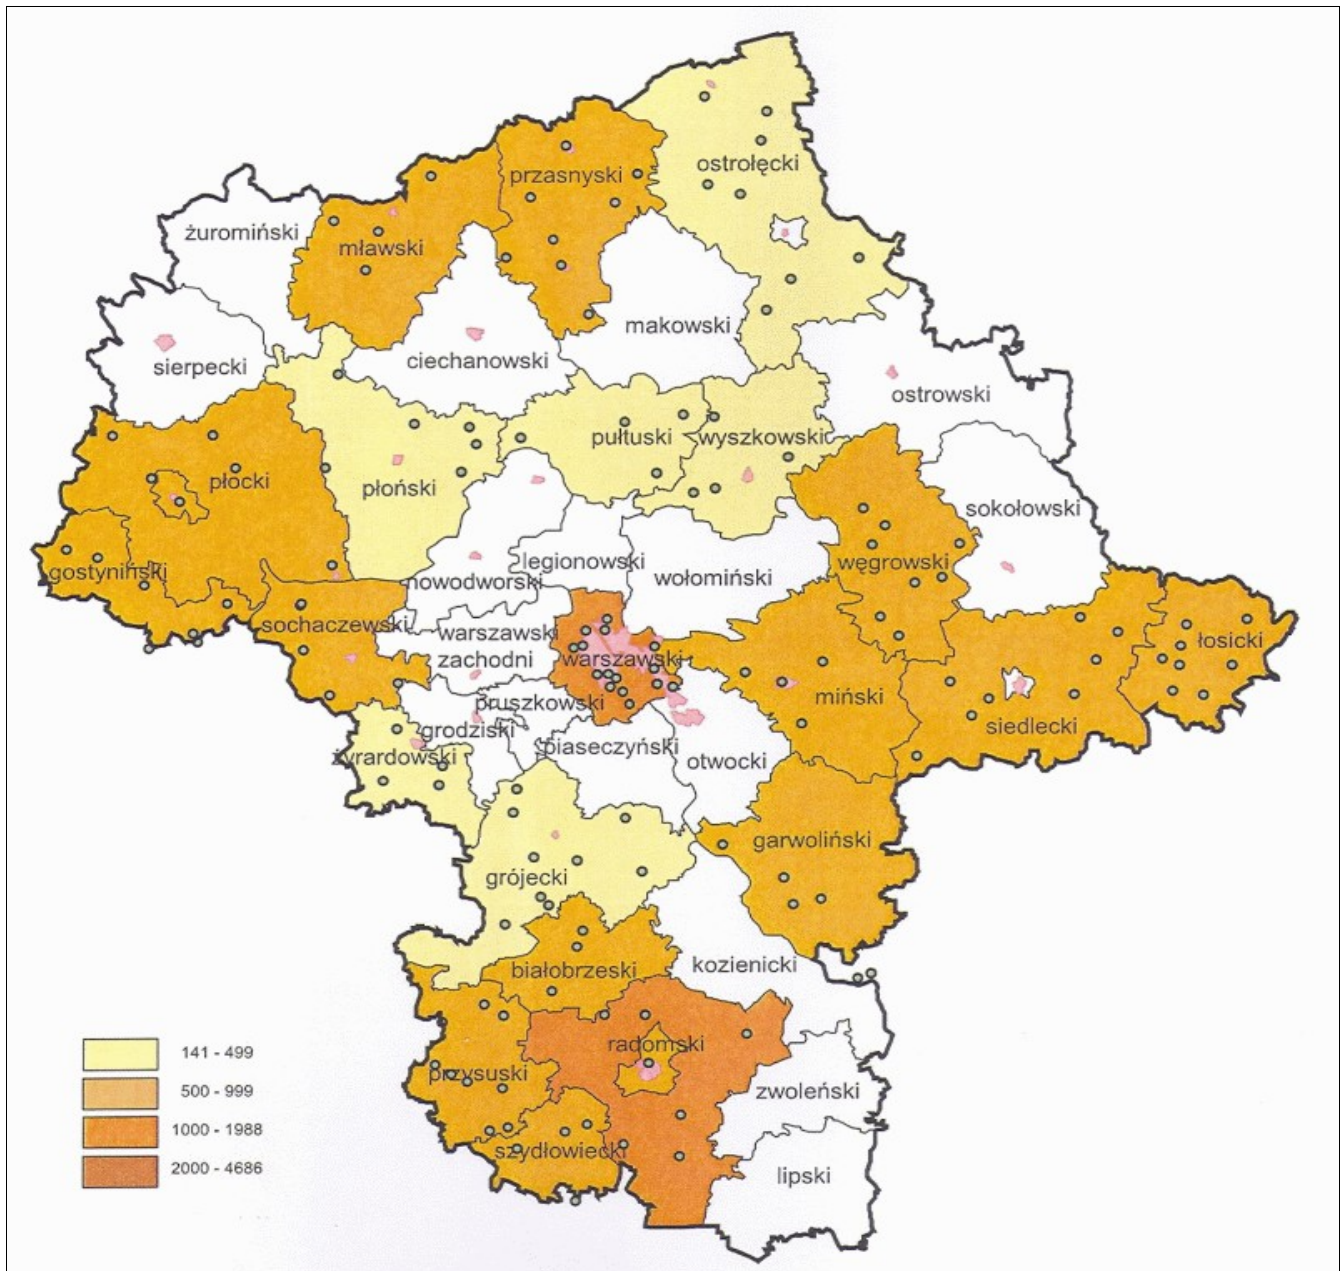 ostrołęcki
przasnyski
żuromiński
mławski
makowski
ciechanowski
sierpecki
ostrowski
pułtuski
wyszkowski
płocki
płoński
sokołowski
legionowski
węgrowski
gostyniński
nowodworski
wołomiński
sochaczewski
warszawski
zachodni
warszawski
łosicki
miński
pruszkowski
siedlecki
grodziski
piaseczyński
żyrardowski
otwocki
garwoliński
grójecki
białobrzeski
kozienicki
radomski
przysuski
zwoleński
szydłowiecki
lipski
141 - 499
500 - 999
1000 - 1988
2000 - 4686